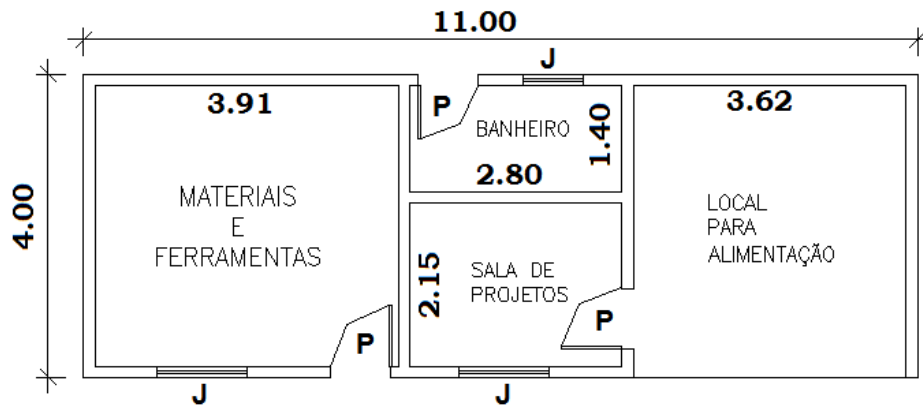 11.00
J
3.91
P
3.62
BANHEIRO
1.40
2.80
4.00
MATERIAIS
E
FERRAMENTAS
LOCAL
PARA
ALIMENTAÇÃO
2.15
SALA DE
PROJETOS
P
P
J
J